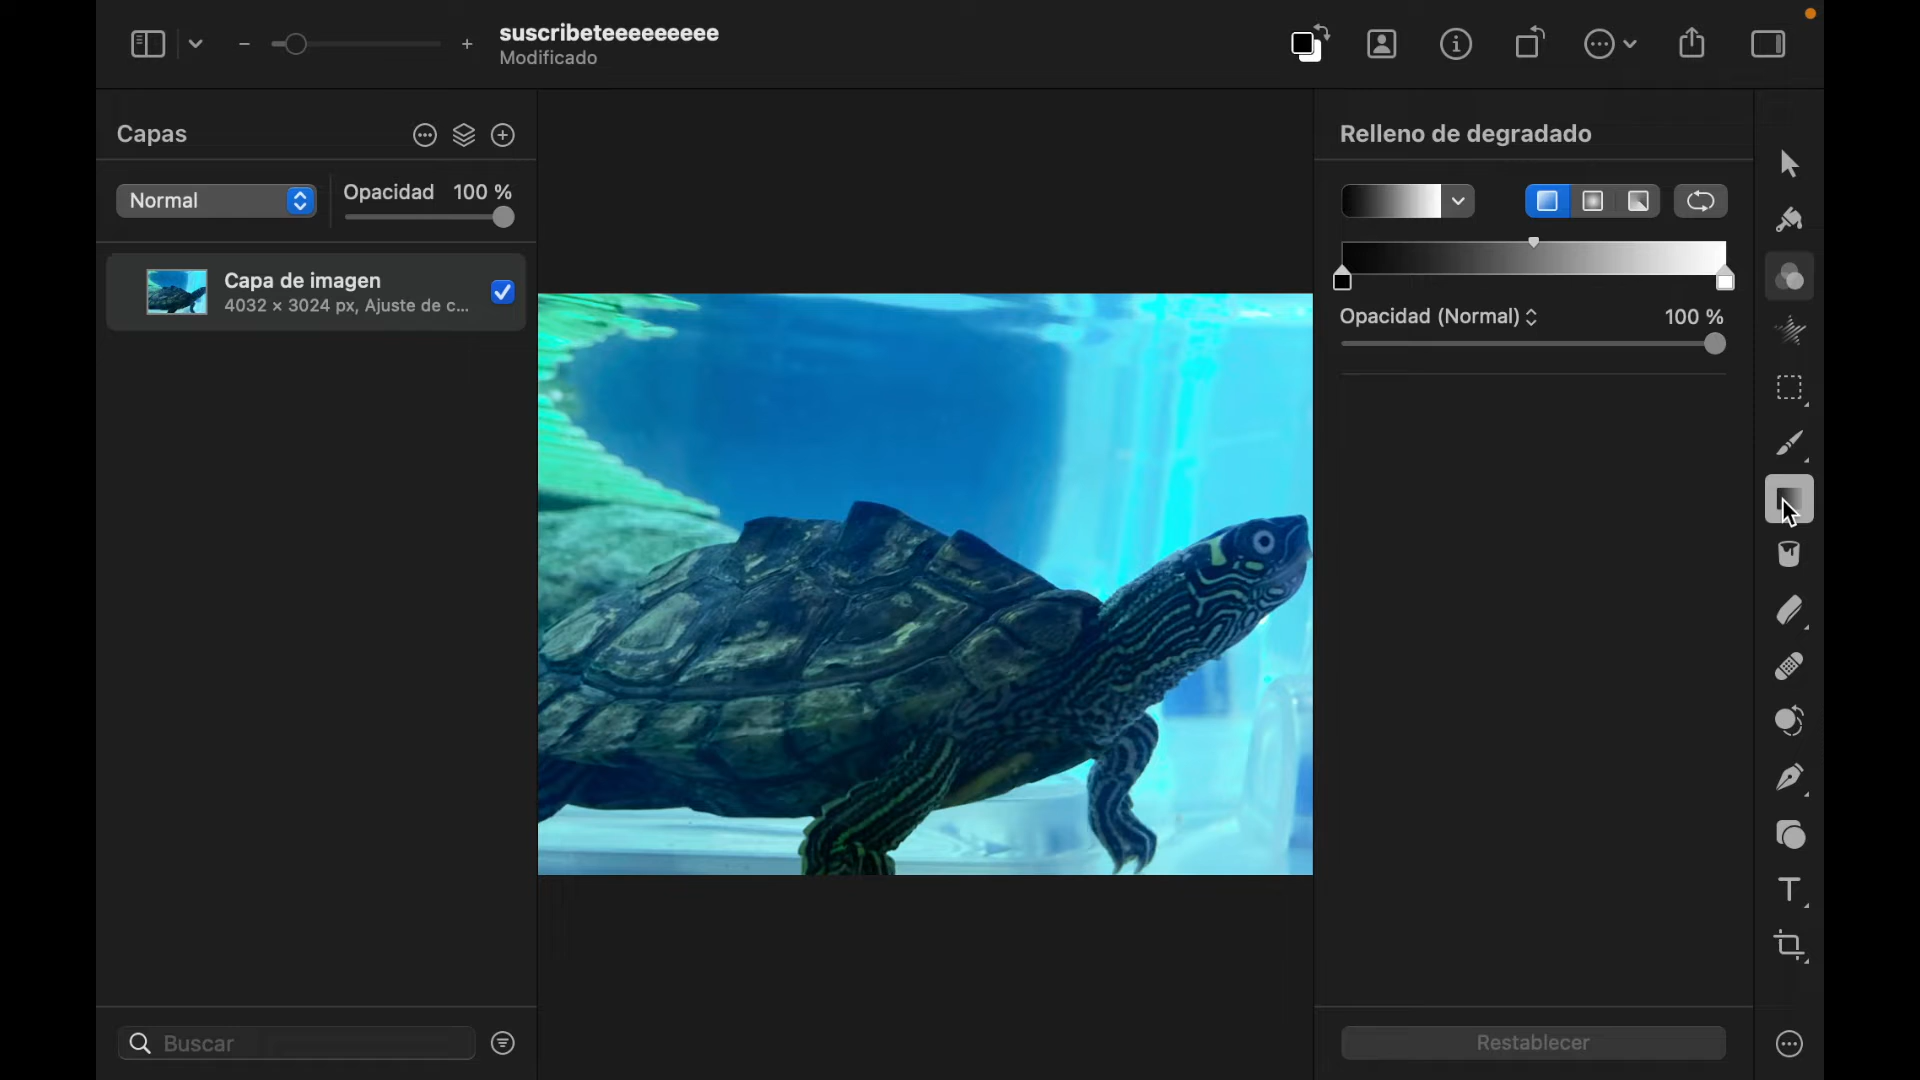 suscribeteeeeeeeee
Modificado
Capas
Relleno de degradado
Normal
Opacidad 100 %
Capa de imagen
4032 × 3024 px, Ajuste de c...
Opacidad (Normal) 100 %
T
Buscar
Restablecer